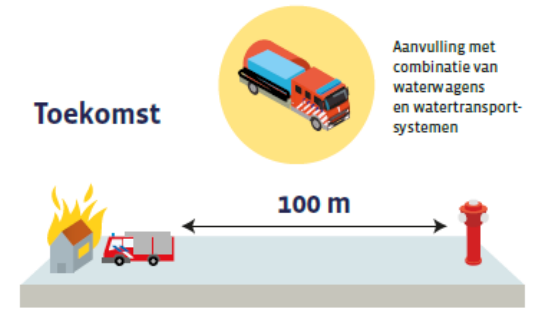 Aanvulling met
combinatie van
waterwagens
en watertransport-
systemen
Toekomst
100 m